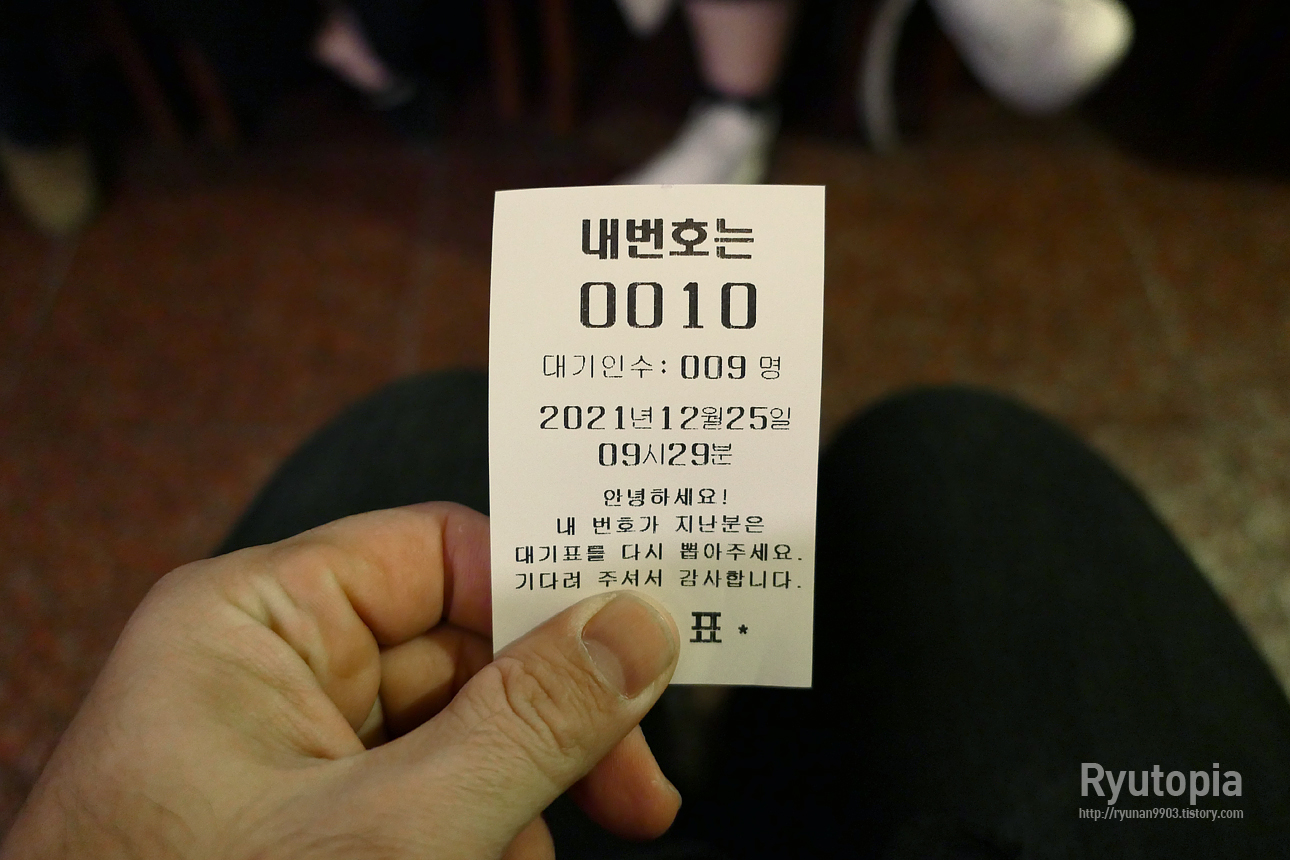 내번호는
0010
대기인수: 009 명
2021년12월25일
09시29분
안녕하세요!
내 번호가 지난분은
대기표를 다시 뽑아주세요.
기다려 주셔서 감사합니다.
표 *
Ryutopia
http://ryunan9903.tistory.com